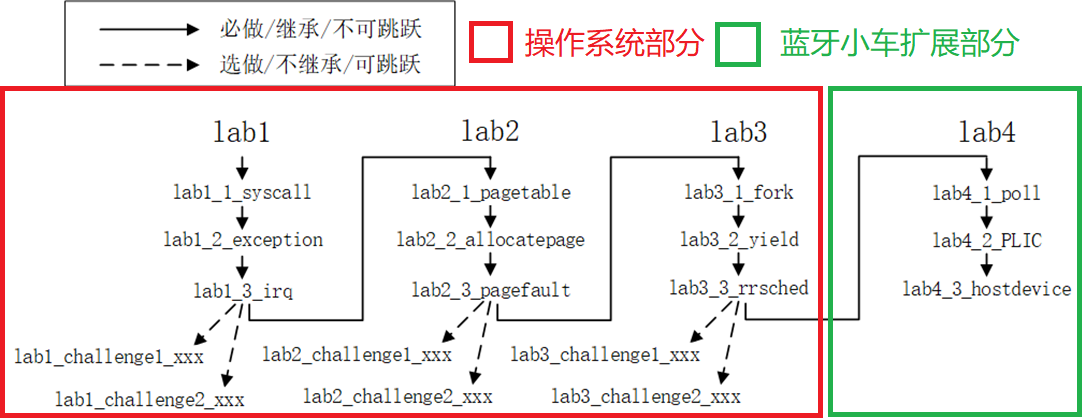 必做/继承/不可跳跃
选做/不继承/可跳跃
操作系统部分
蓝牙小车扩展部分
lab1
lab1_1_syscall
lab1_2_exception
lab1_3_irq
lab1_challenge1_xxx
lab1_challenge2_xxx
lab2
lab2_1_pagetable
lab2_2_allocatepage
lab2_3_pagefault
lab2_challenge1_xxx
lab2_challenge2_xxx
lab3
lab3_1_fork
lab3_2_yield
lab3_3_rrsched
lab3_challenge1_xxx
lab3_challenge2_xxx
lab4
lab4_1_poll
lab4_2_PLIC
lab4_3_hostdevice